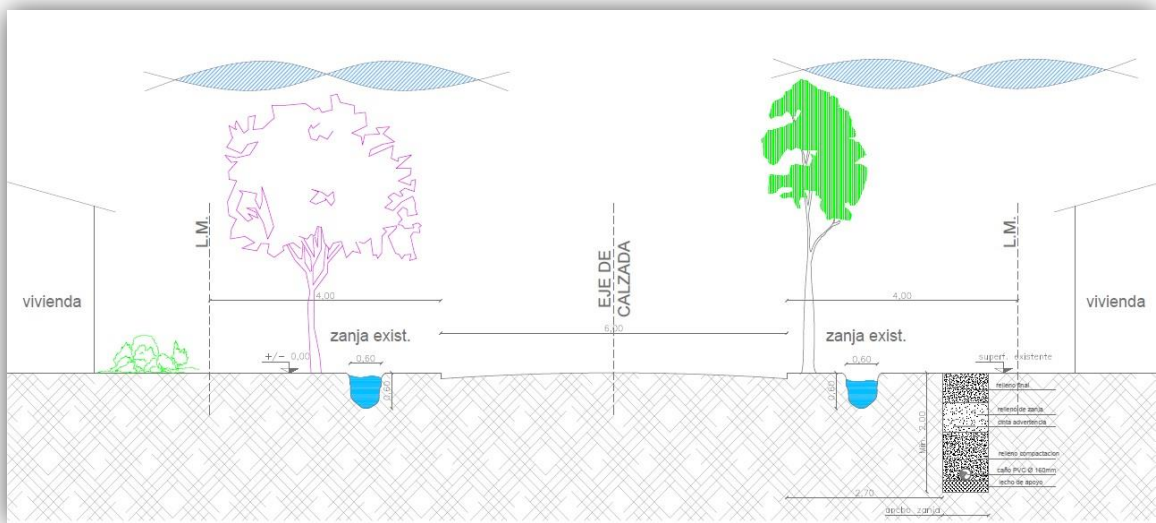 L.M.
EJE DE
CALZADA
L.M.
vivienda
4,00
4,00
vivienda
6,00
zanja exist.
zanja exist.
+/- 0,00
0,60
0,60
superf. existente
0,60
0,60
relleno final
relleno de zanja
cinta advertencia
Min. 2,00
relleno compactacion
caño PVC Ø 160mm
lecho de apoyo
2,70
ancho zanja